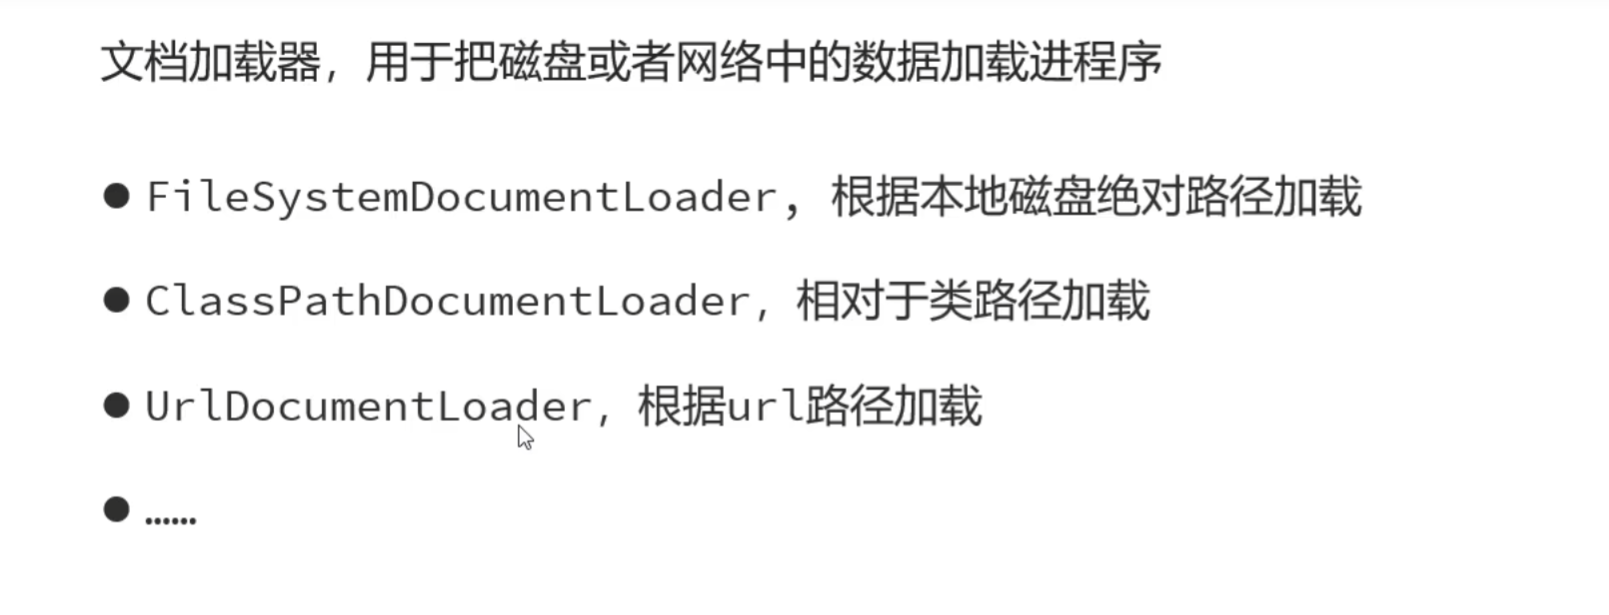 文档加载器，用于把磁盘或者网络中的数据加载进程序
● FileSystemDocumentLoader，根据本地磁盘绝对路径加载
● ClassPathDocumentLoader，相对于类路径加载
● UrlDocumentLoader，根据url路径加载
● ……